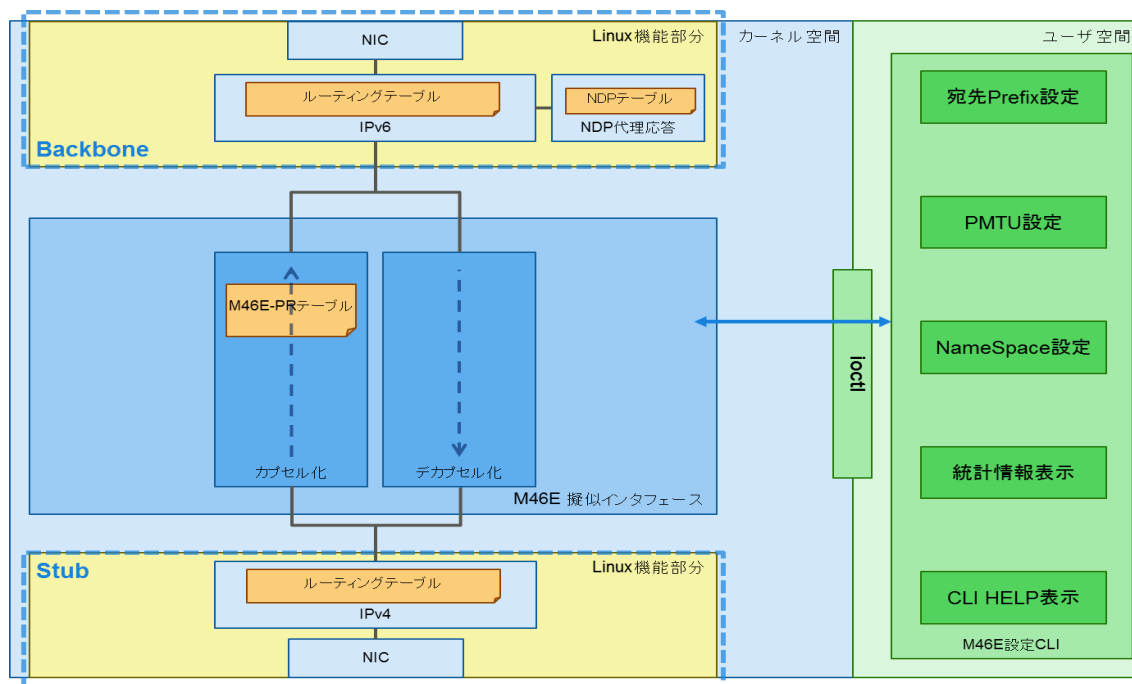 NIC
Linux機能部分
カーネル空間
ユーザ空間
ルーティングテーブル
IPv6
NDPテーブル
NDP代理応答
Backbone
宛先Prefix設定
PMTU設定
M46E-PRテーブル
NameSpace設定
ioctl
カプセル化
デカプセル化
統計情報表示
M46E 擬似インタフェース
Stub
Linux機能部分
ルーティングテーブル
IPv4
CLI HELP表示
NIC
M46E設定CLI